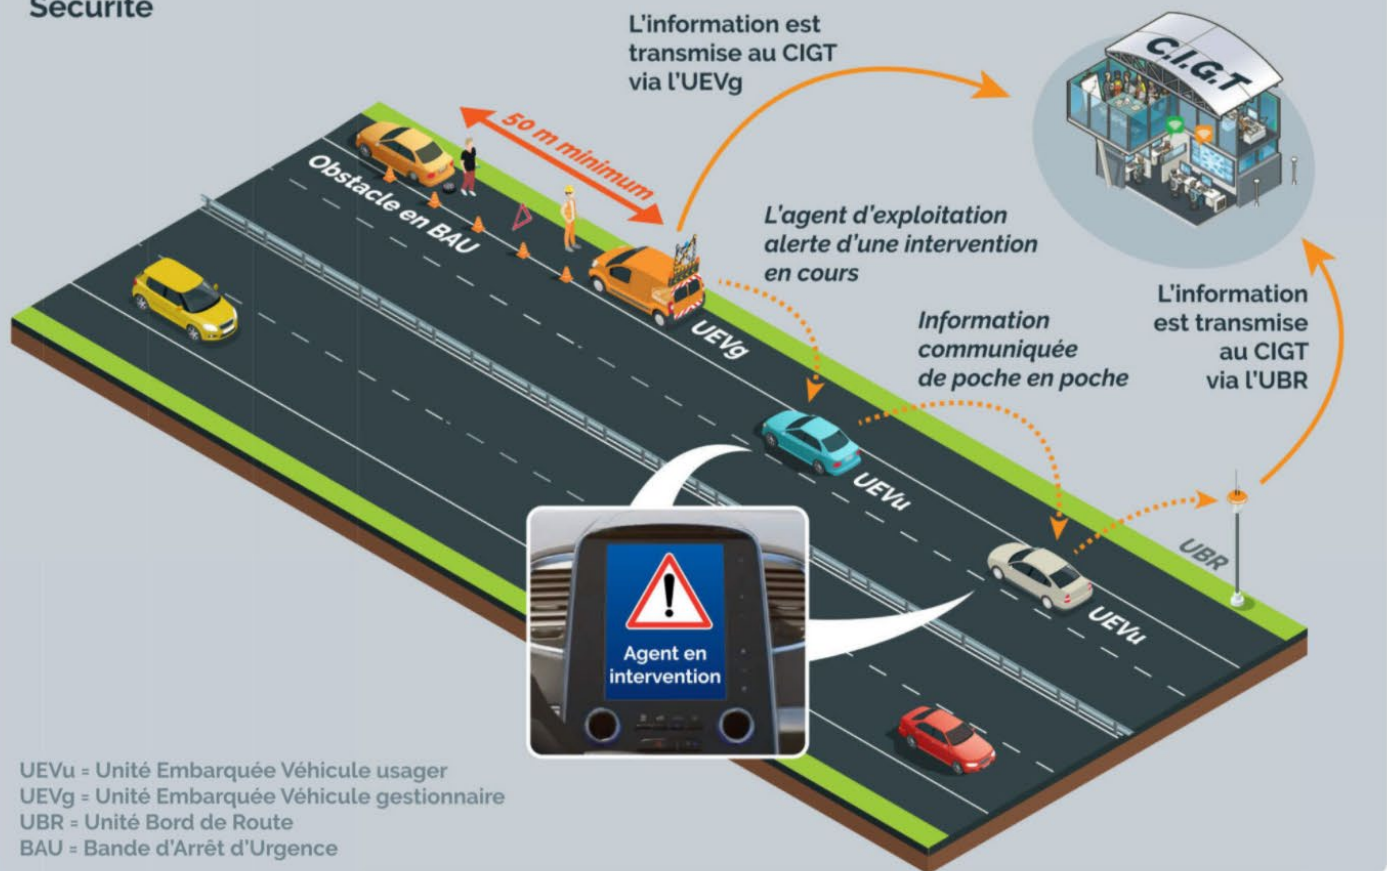 Sécurité
L'information est
transmise au CIGT
via l'UEVg
C.I.G.T
50 m minimum
Obstacle en BAU
L'agent d'exploitation
alerte d'une intervention
en cours
UEVg
Information
communiquée
de poche en poche
L'information
est transmise
au CIGT
via l'UBR
UEVu
UBR
UEVu
Agent en
intervention
UEVu = Unité Embarquée Véhicule usager
UEVg = Unité Embarquée Véhicule gestionnaire
UBR = Unité Bord de Route
BAU = Bande d'Arrêt d'Urgence